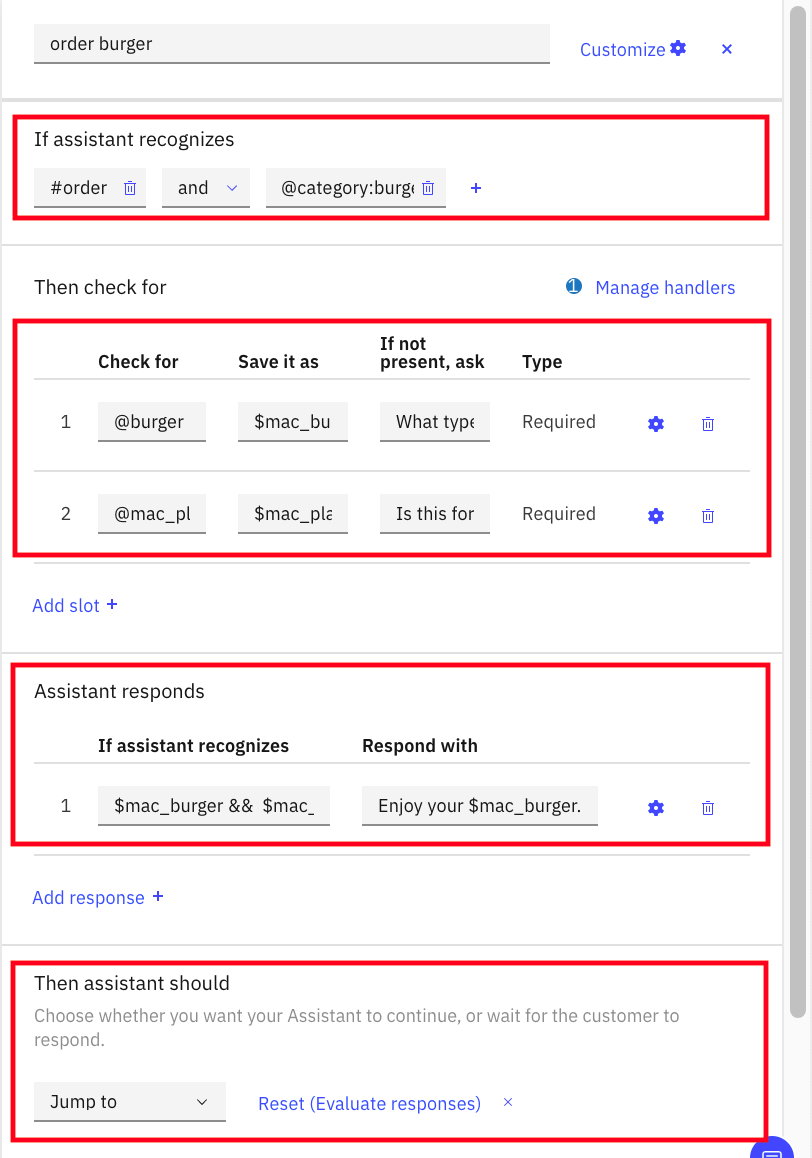 order burger
Customize
If assistant recognizes
#order and @category:burge
Then check for
1 Manage handlers
Check for Save it as If not present, ask Type
1 @burger $mac_bu What type Required
2 @mac_pl $mac_pla Is this for Required
Add slot +
Assistant responds
If assistant recognizes Respond with
1 $mac_burger && $mac_ Enjoy your $mac_burger.
Add response +
Then assistant should
Choose whether you want your Assistant to continue, or wait for the customer to
respond.
Jump to Reset (Evaluate responses)